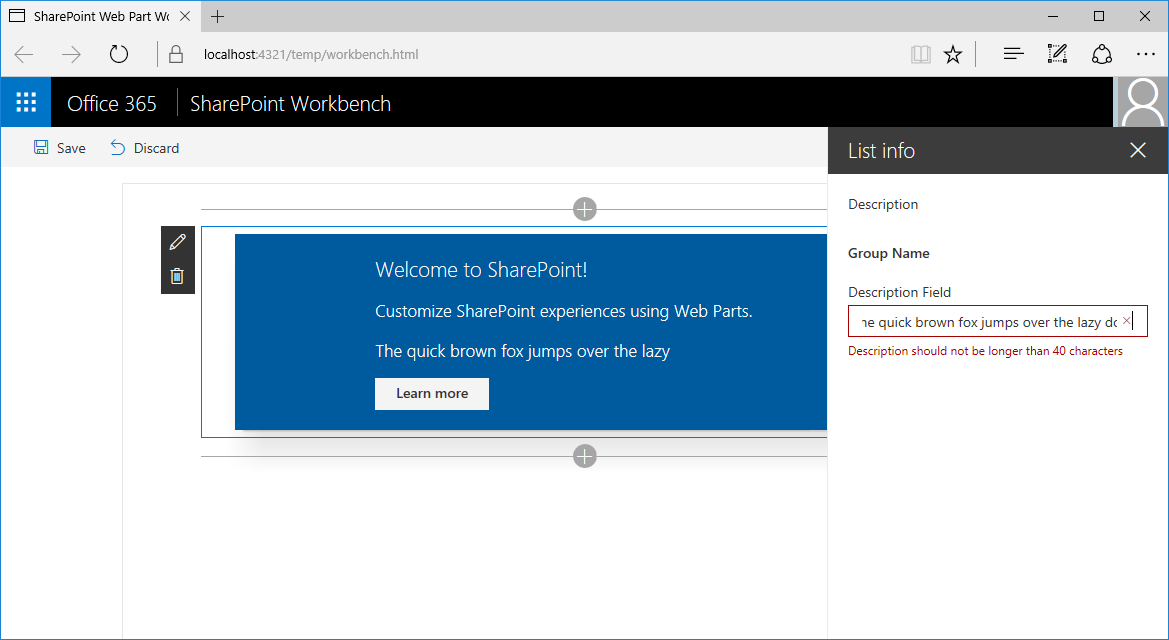 SharePoint Web Part Wo
localhost:4321/temp/workbench.html
Office 365 SharePoint Workbench
Save Discard
List info
Description
Group Name
Description Field
he quick brown fox jumps over the lazy do
Description should not be longer than 40 characters
Welcome to SharePoint!
Customize SharePoint experiences using Web Parts.
The quick brown fox jumps over the lazy
Learn more